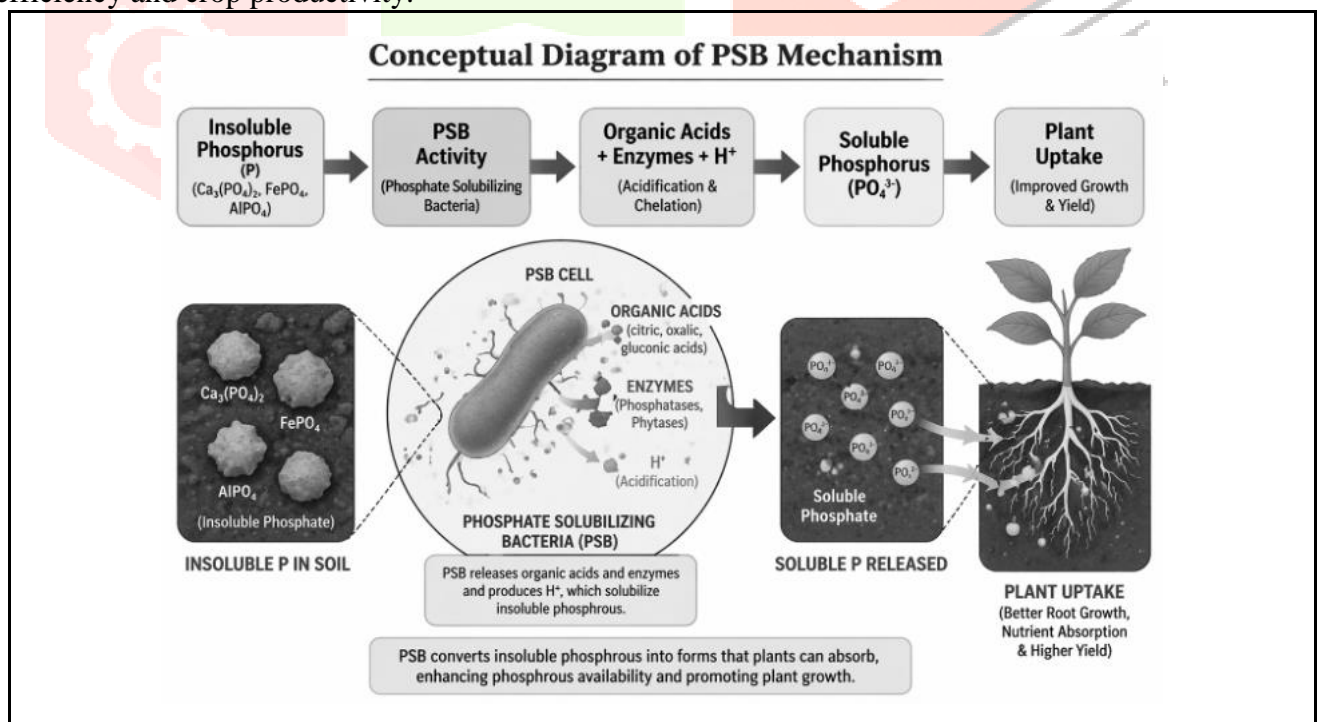 efficiency and crop productivity.
Conceptual Diagram of PSB Mechanism
Insoluble
Phosphorus
(P)
(Ca₃(PO₄)₂, FePO₄,
AlPO₄)
PSB
Activity
(Phosphate Solubilizing
Bacteria)
Organic Acids
+ Enzymes + H⁺
(Acidification &
Chelation)
Soluble
Phosphorus
(PO₄³⁻)
Plant
Uptake
(Improved Growth
& Yield)
Ca₃(PO₄)₂
FePO₄
AlPO₄
(Insoluble Phosphate)
INSOLUBLE P IN SOIL
PSB CELL
ORGANIC ACIDS
(citric, oxalic,
gluconic acids)
ENZYMES
(Phosphatases,
Phytases)
H⁺
(Acidification)
PHOSPHATE SOLUBILIZING
BACTERIA (PSB)
PSB releases organic acids and enzymes
and produces H⁺, which solubilize
insoluble phosphrous.
Soluble
Phosphate
SOLUBLE P RELEASED
PLANT UPTAKE
(Better Root Growth,
Nutrient Absorption
& Higher Yield)
PSB converts insoluble phosphrous into forms that plants can absorb,
enhancing phosphrous availability and promoting plant growth.